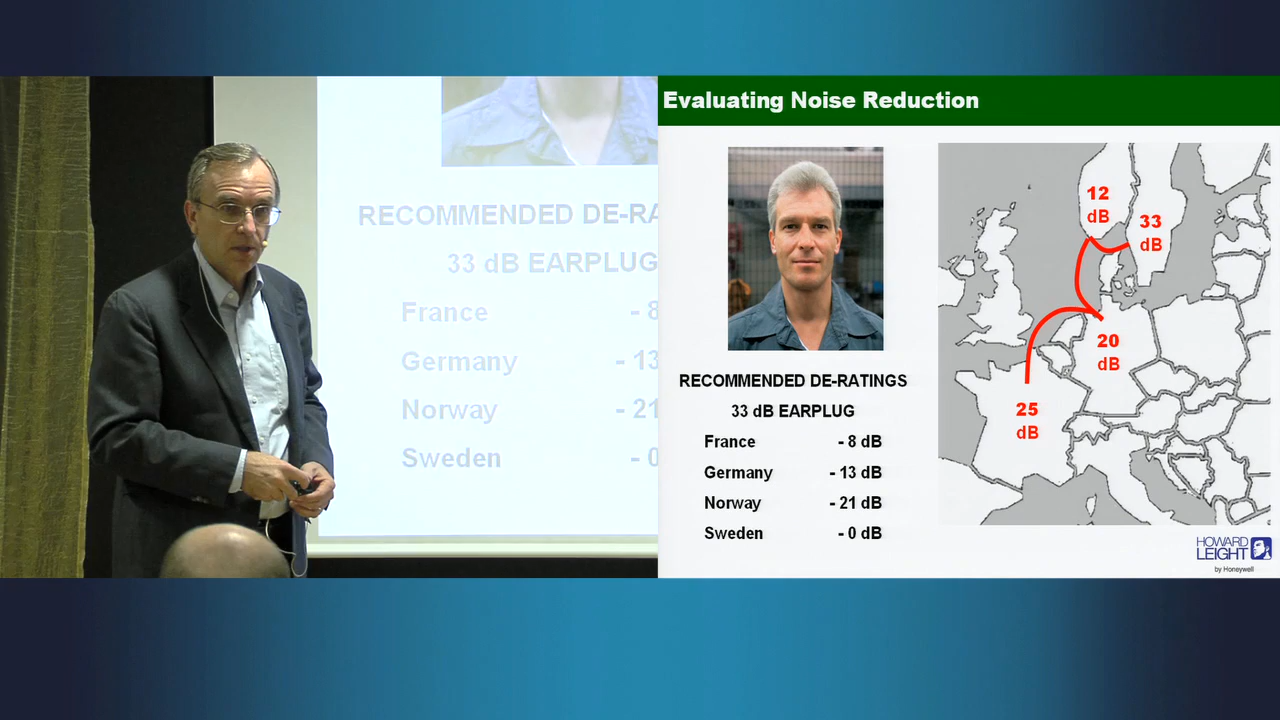 RECOMMENDED DE-RA
33 dB EARPLUG
France - 8
Germany - 13
Norway - 21
Sweden - 0
Evaluating Noise Reduction
RECOMMENDED DE-RATINGS
33 dB EARPLUG
France - 8 dB
Germany - 13 dB
Norway - 21 dB
Sweden - 0 dB
12
dB
33
dB
20
dB
25
dB
HOWARD
LEIGHT
by Honeywell